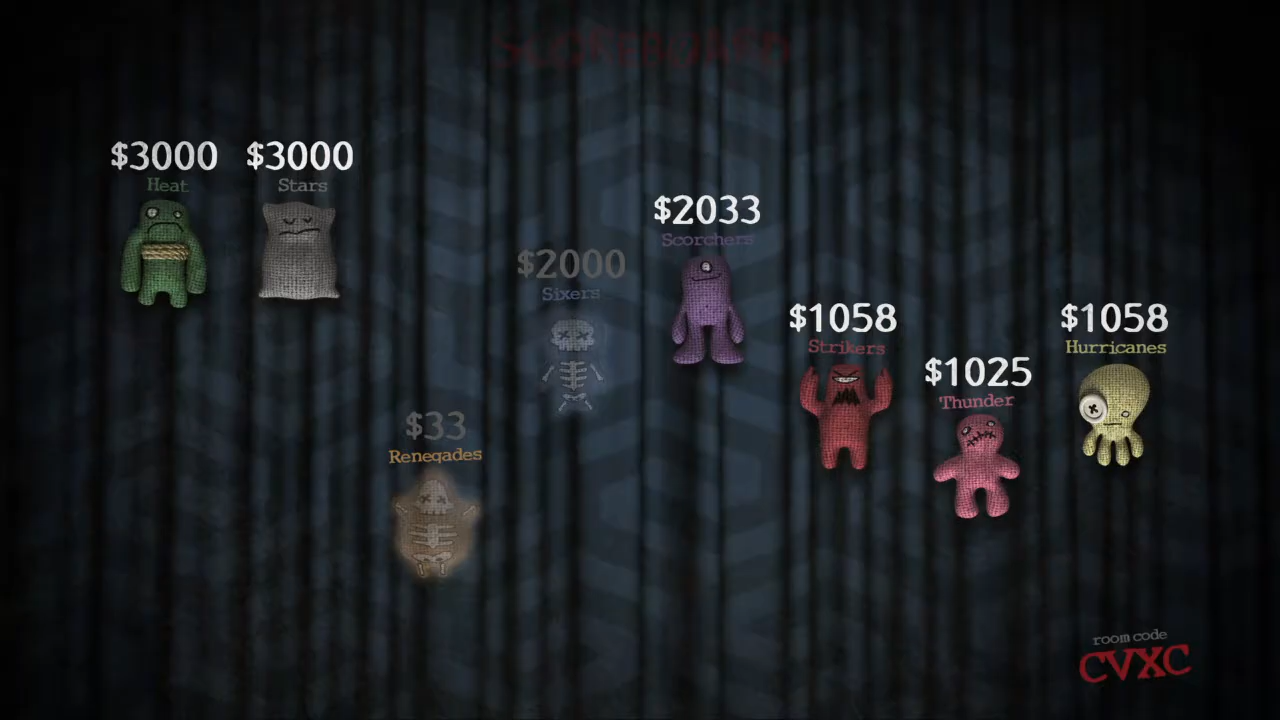 SCOREBOARD
$3000
Heat
$3000
Stars
$33
Renegades
$2000
Sixers
$2033
Scorchers
$1058
Strikers
$1025
Thunder
$1058
Hurricanes
room code
CVXC